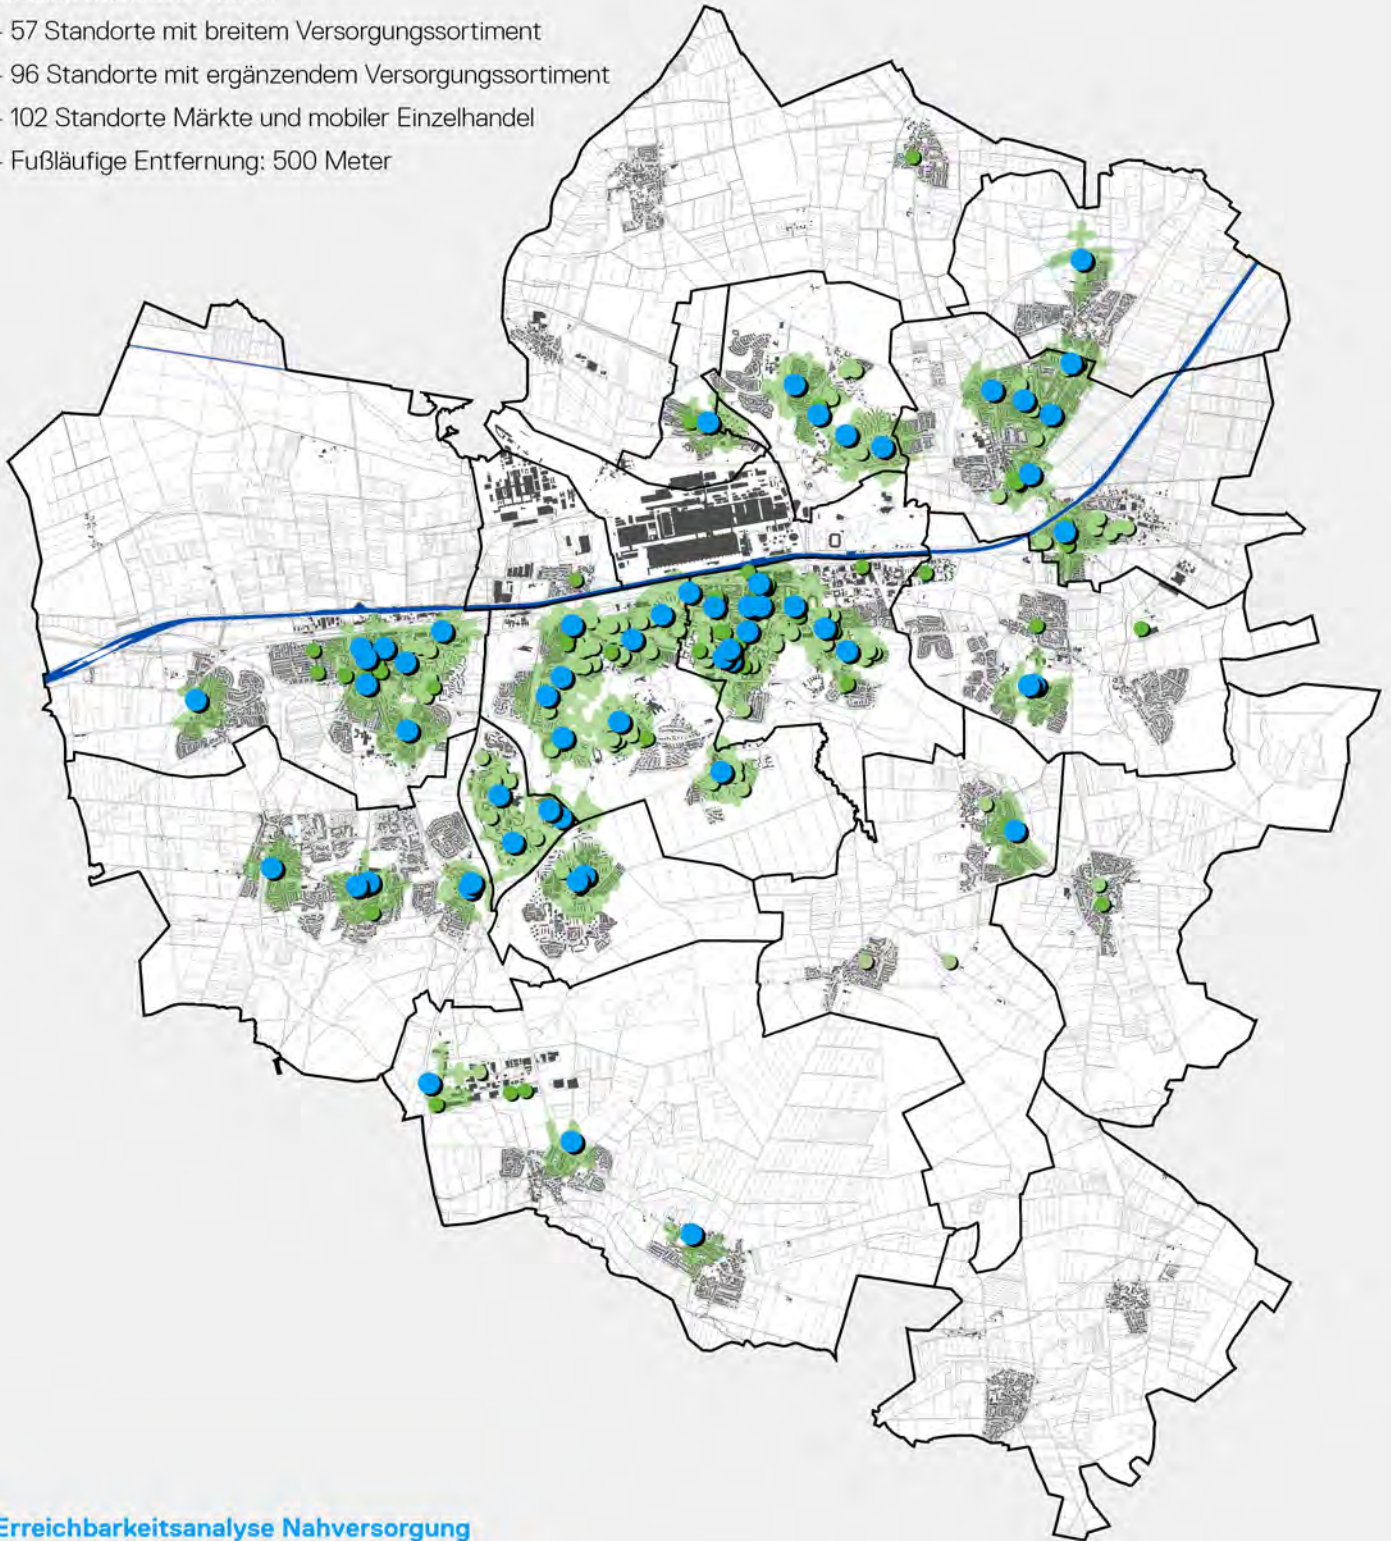 - 57 Standorte mit breitem Versorgungssortiment
- 96 Standorte mit ergänzendem Versorgungssortiment
- 102 Standorte Märkte und mobiler Einzelhandel
- Fußläufige Entfernung: 500 Meter
Erreichbarkeitsanalyse Nahversorgung